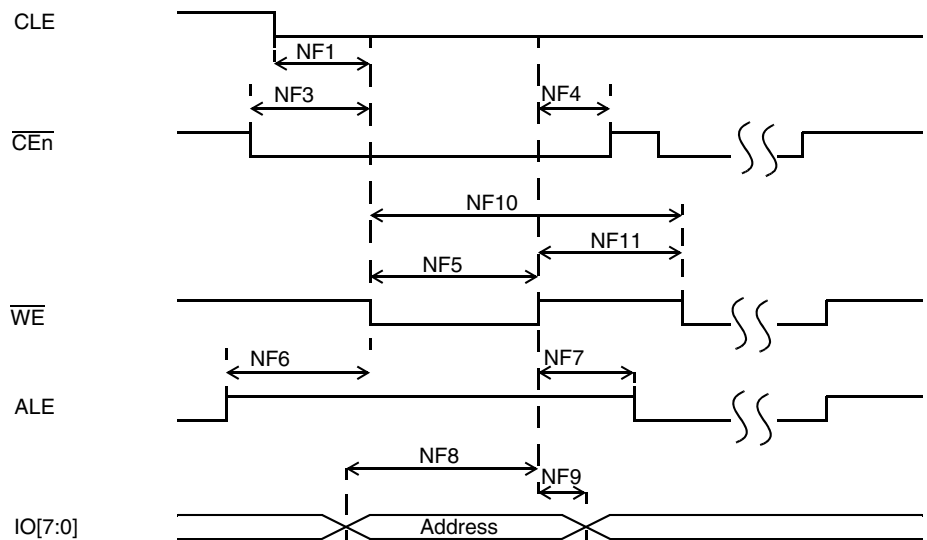 CLE
NF1
NF3
NF4
CEn
NF10
NF11
NF5
WE
NF6
NF7
ALE
NF8
NF9
IO[7:0]
Address